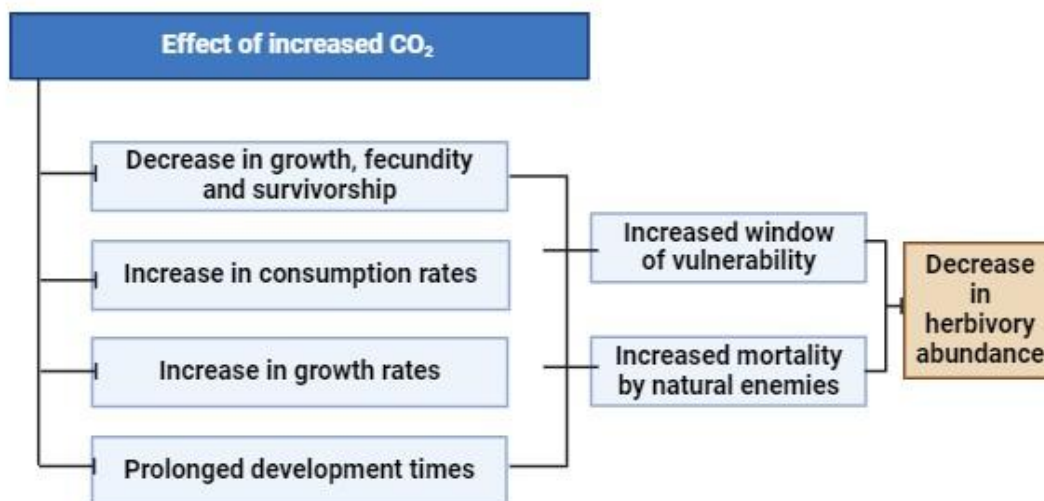 Effect of increased CO₂
Decrease in growth, fecundity
and survivorship
Increase in consumption rates
Increase in growth rates
Prolonged development times
Increased window
of vulnerability
Increased mortality
by natural enemies
Decrease
in
herbivory
abundance